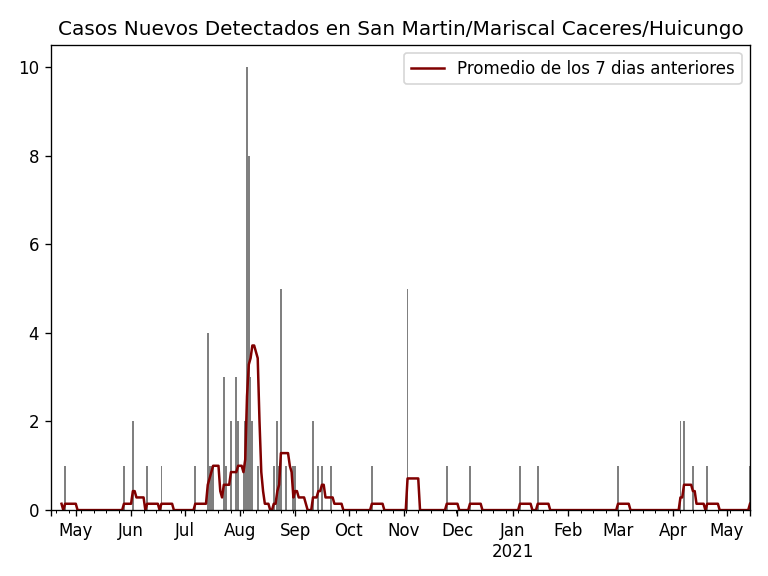 Casos Nuevos Detectados en San Martin/Mariscal Caceres/Huicungo
Promedio de los 7 dias anteriores
10
8
6
4
2
0
May Jun Jul Aug Sep Oct Nov Dec Jan Feb Mar Apr May
2021